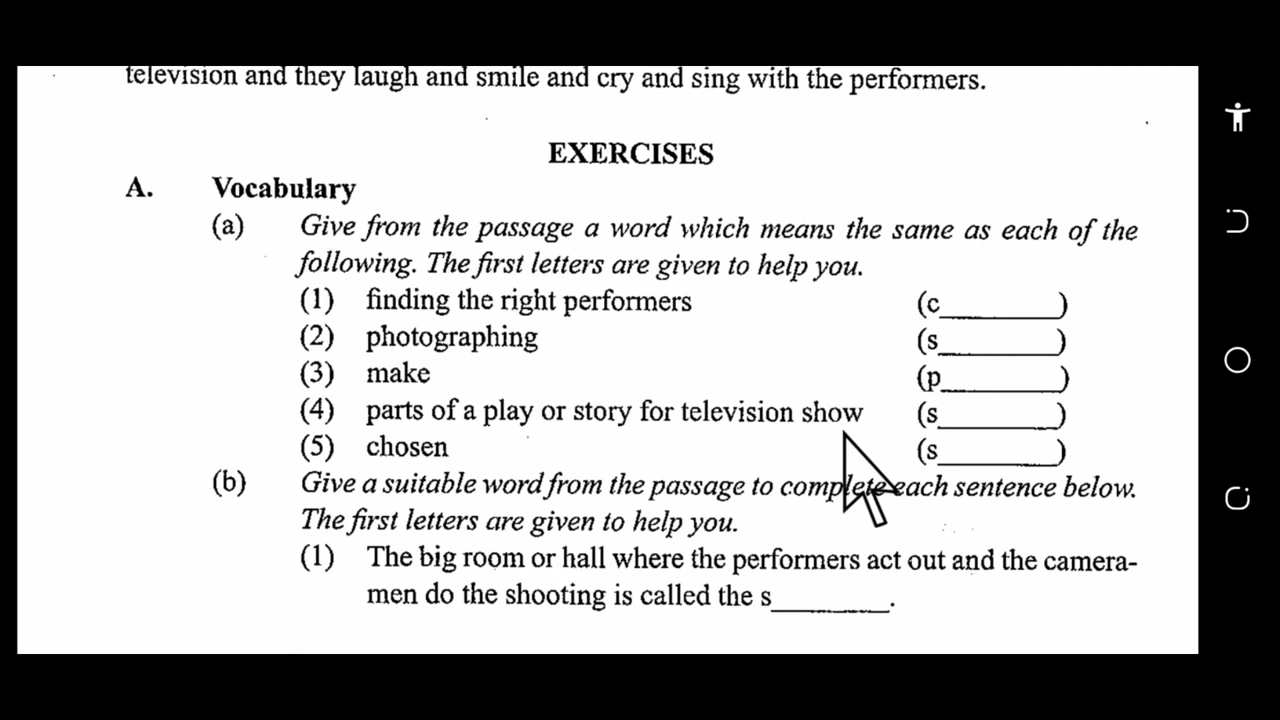 television and they laugh and smile and cry and sing with the performers.
EXERCISES
A. Vocabulary
(a) Give from the passage a word which means the same as each of the
following. The first letters are given to help you.
(1) finding the right performers (c________)
(2) photographing (s________)
(3) make (p________)
(4) parts of a play or story for television show (s________)
(5) chosen (s________)
(b) Give a suitable word from the passage to complete each sentence below.
The first letters are given to help you.
(1) The big room or hall where the performers act out and the camera-
men do the shooting is called the s________.